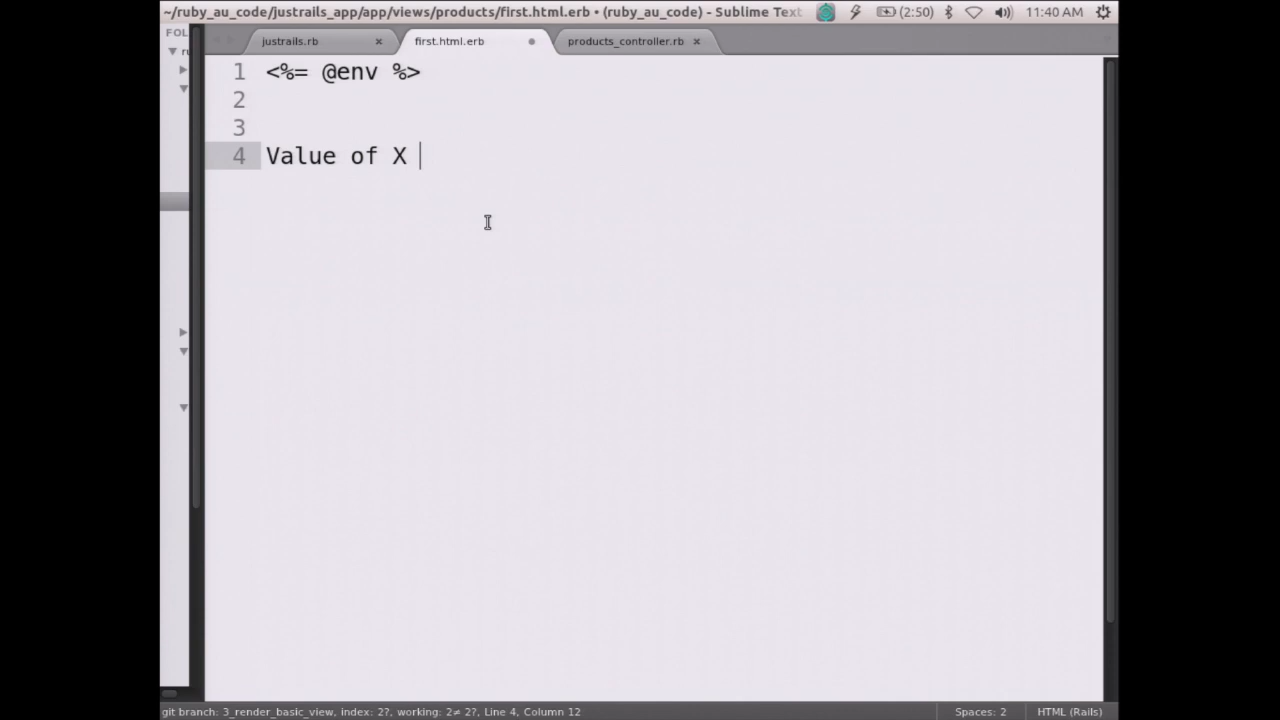 ~/ruby_au_code/justrails_app/app/views/products/first.html.erb • (ruby_au_code) - Sublime Text (2:50) 11:40 AM
FOL
justrails.rb × first.html.erb products_controller.rb ×
1 <%= @env %>
2
3
4 Value of X
git branch: 3_render_basic_view, index: 2?, working: 2≠ 2?, Line 4, Column 12 Spaces: 2 HTML (Rails)